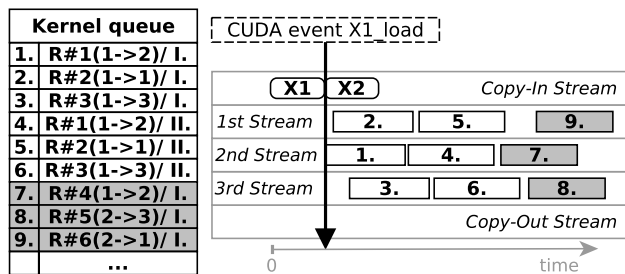 Kernel queue
1. R#1(1->2)/ I.
2. R#2(1->1)/ I.
3. R#3(1->3)/ I.
4. R#1(1->2)/ II.
5. R#2(1->1)/ II.
6. R#3(1->3)/ II.
7. R#4(1->2)/ I.
8. R#5(2->3)/ I.
9. R#6(2->1)/ I.
...
CUDA event X1_load
X1 X2 Copy-In Stream
1st Stream 2. 5. 9.
2nd Stream 1. 4. 7.
3rd Stream 3. 6. 8.
Copy-Out Stream
0 time